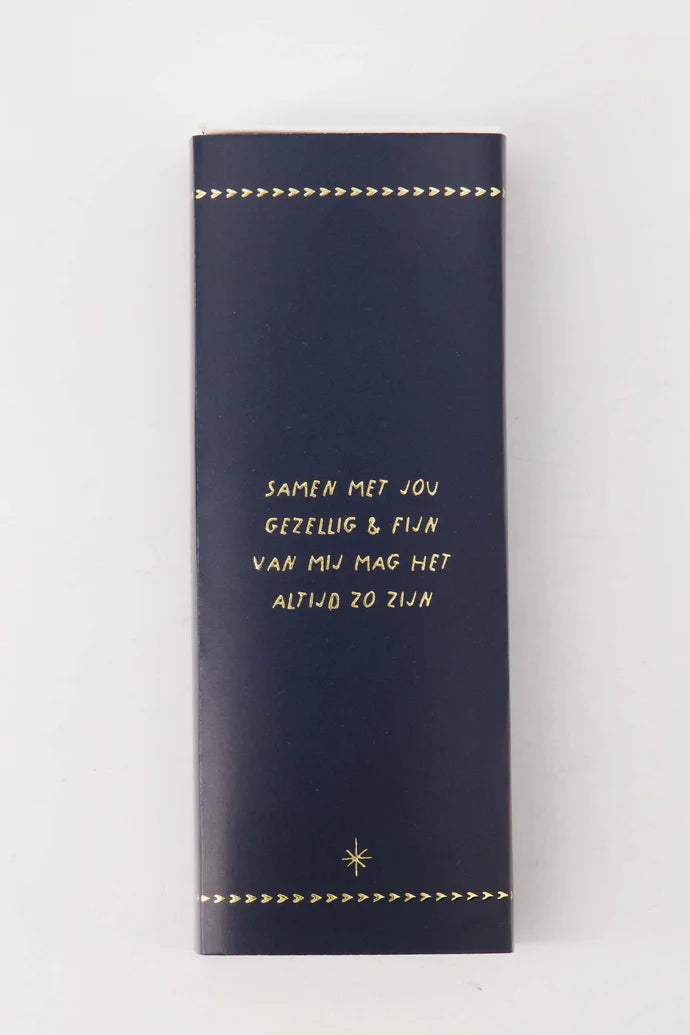 SAMEN MET JOU
GEZELLIG & FIJN
VAN MIJ MAG HET
ALTIJD ZO ZIJN